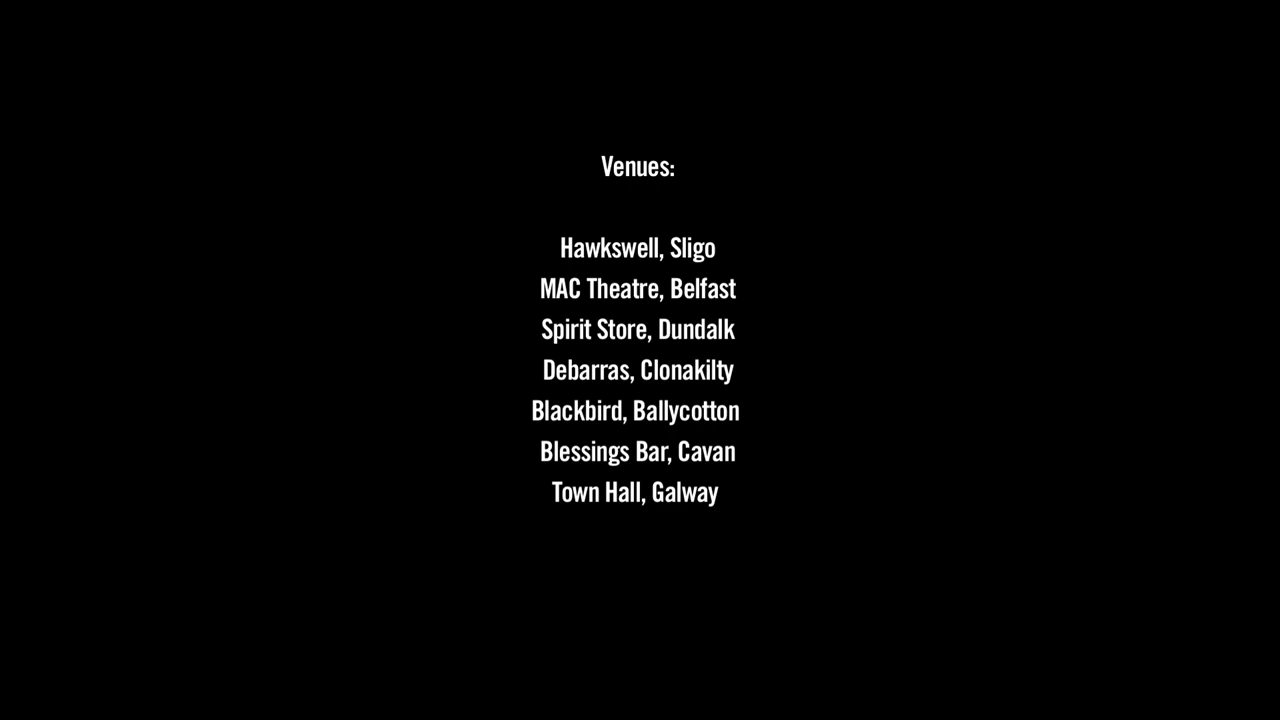 Venues:
Hawkswell, Sligo
MAC Theatre, Belfast
Spirit Store, Dundalk
Debarras, Clonakilty
Blackbird, Ballycotton
Blessings Bar, Cavan
Town Hall, Galway